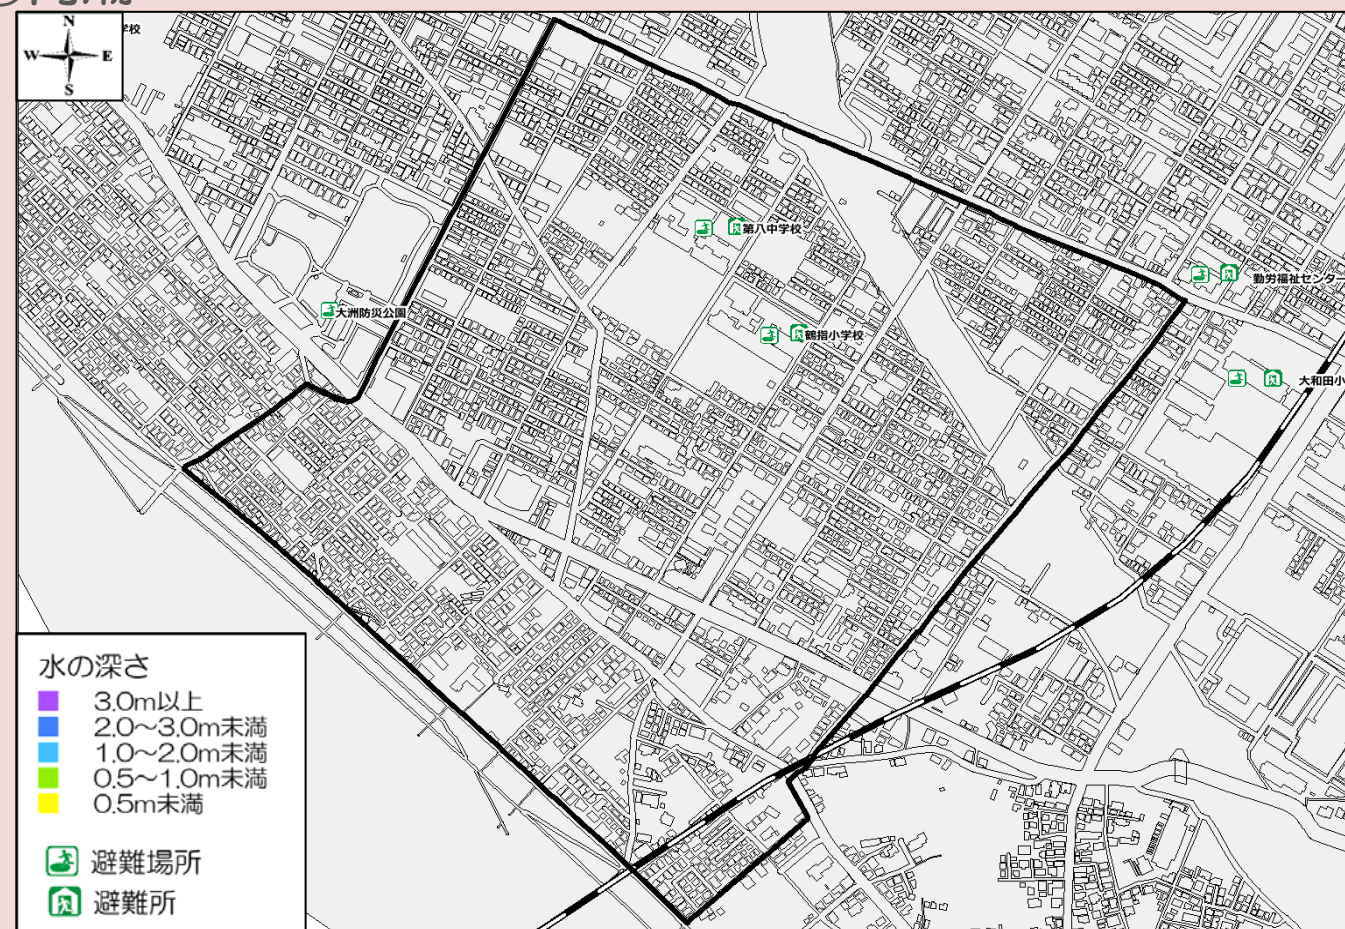 N
W E
S
学校
第八中学校
勤労福祉センター
大洲防災公園
鶴指小学校
大和田小
水の深さ
3.0m以上
2.0～3.0m未満
1.0～2.0m未満
0.5～1.0m未満
0.5m未満
避難場所
避難所